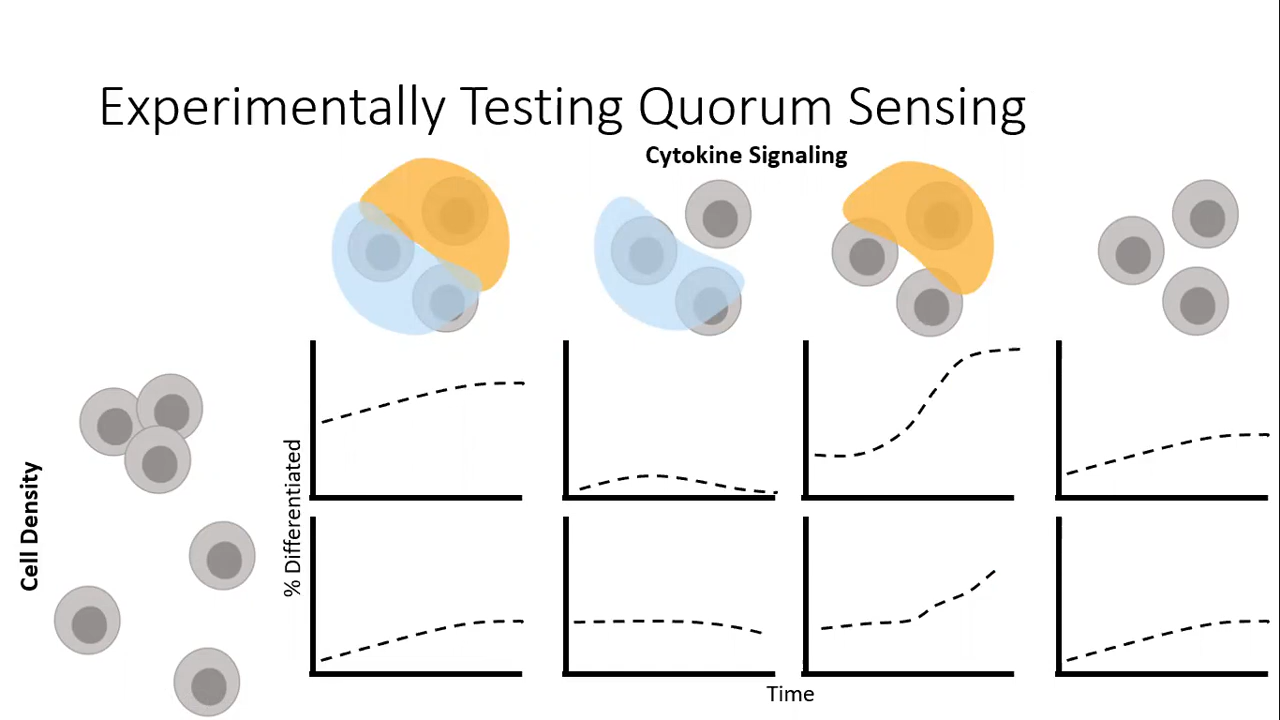 Experimentally Testing Quorum Sensing
Cytokine Signaling
Cell Density
% Differentiated
Time